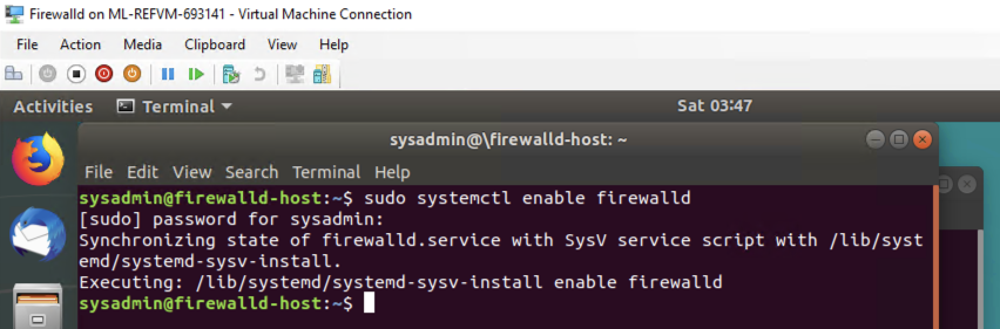 Firewalld on ML-REFVM-693141 - Virtual Machine Connection
File Action Media Clipboard View Help
Activities Terminal Sat 03:47
sysadmin@\firewalld-host: ~
File Edit View Search Terminal Help
sysadmin@firewalld-host:~$ sudo systemctl enable firewalld
[sudo] password for sysadmin:
Synchronizing state of firewalld.service with SysV service script with /lib/syst
emd/systemd-sysv-install.
Executing: /lib/systemd/systemd-sysv-install enable firewalld
sysadmin@firewalld-host:~$